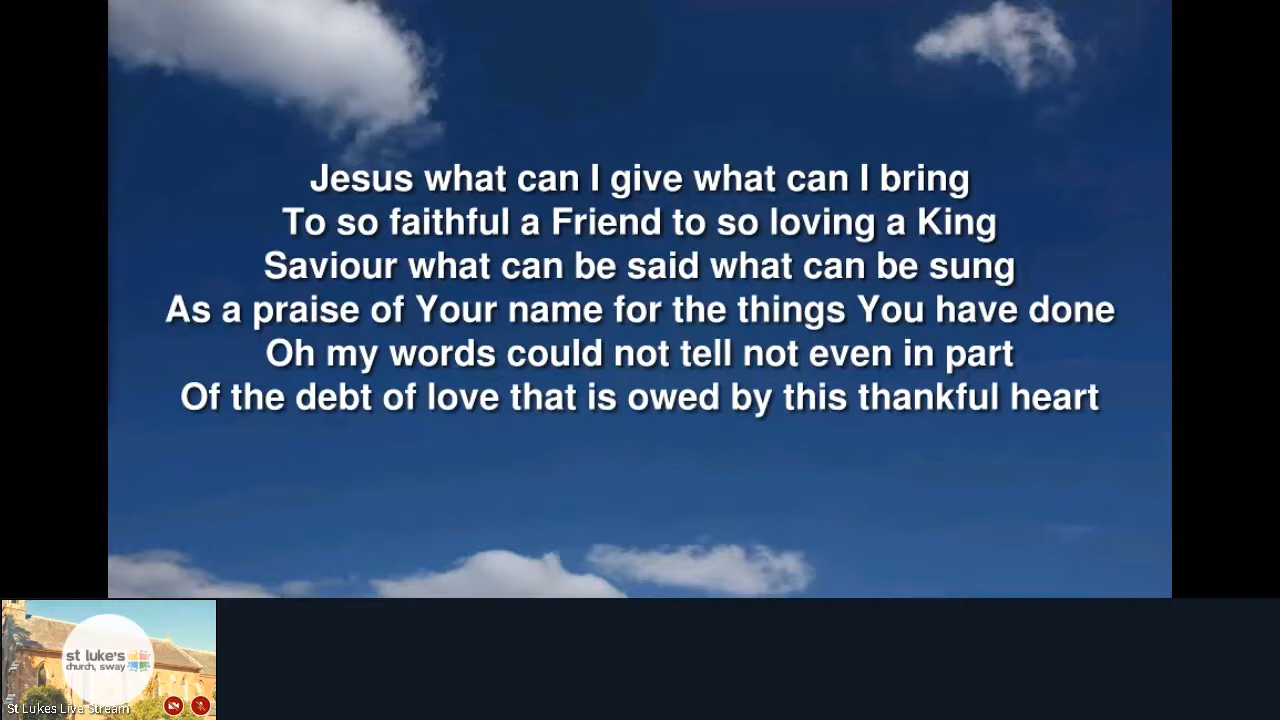 Jesus what can I give what can I bring
To so faithful a Friend to so loving a King
Saviour what can be said what can be sung
As a praise of Your name for the things You have done
Oh my words could not tell not even in part
Of the debt of love that is owed by this thankful heart
st luke's
church, sway
St Lukes Live Stream